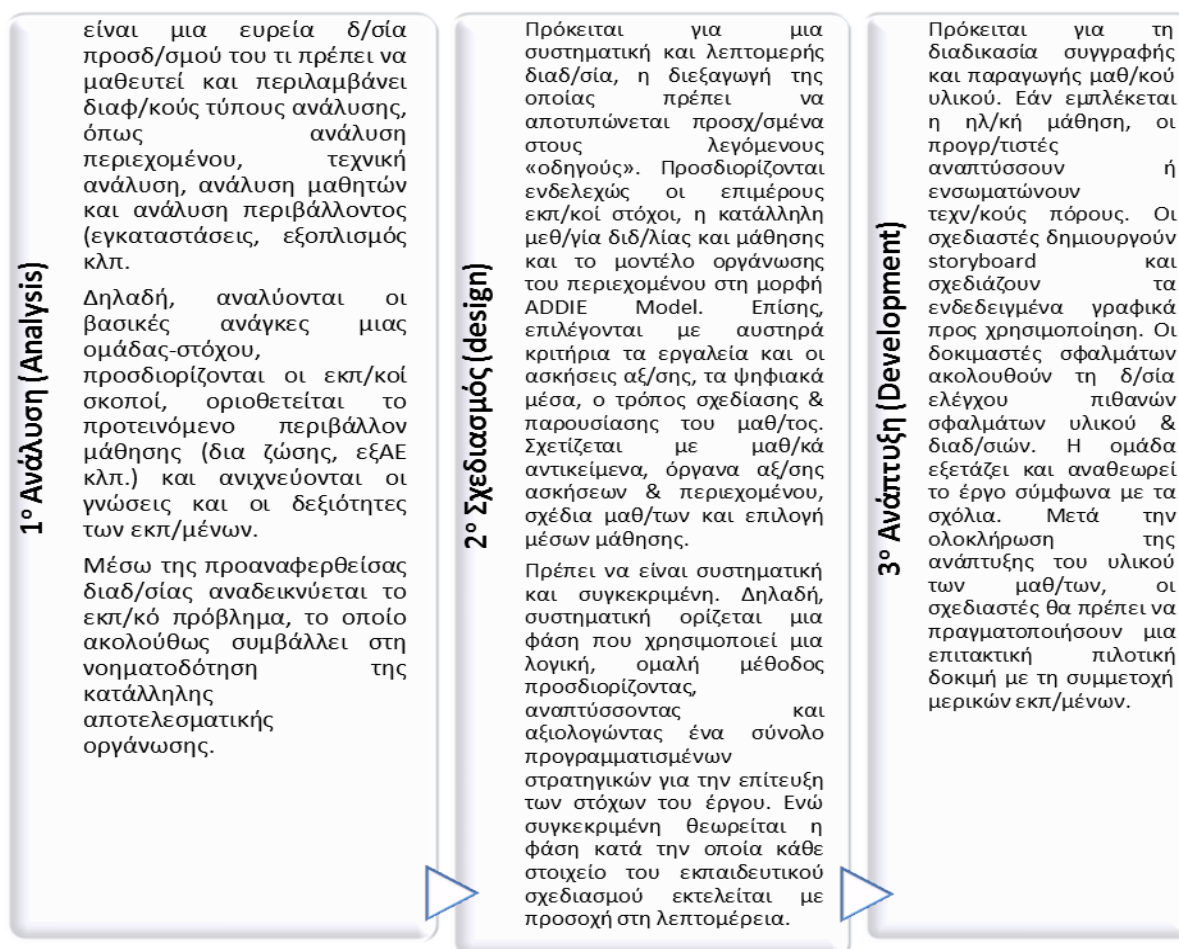 1º Ανάλυση (Analysis)
είναι μια ευρεία δ/σία
προσδ/σμού του τι πρέπει να
μαθευτεί και περιλαμβάνει
διαφ/κούς τύπους ανάλυσης,
όπως ανάλυση
περιεχομένου, τεχνική
ανάλυση, ανάλυση μαθητών
και ανάλυση περιβάλλοντος
(εγκαταστάσεις, εξοπλισμός
κλπ.
Δηλαδή, αναλύονται οι
βασικές ανάγκες μιας
ομάδας-στόχου,
προσδιορίζονται οι εκπ/κοί
σκοποί, οριοθετείται το
προτεινόμενο περιβάλλον
μάθησης (δια ζώσης, εξΑΕ
κλπ.) και ανιχνεύονται οι
γνώσεις και οι δεξιότητες
των εκπ/μένων.
Μέσω της προαναφερθείσας
διαδ/σίας αναδεικνύεται το
εκπ/κό πρόβλημα, το οποίο
ακολούθως συμβάλλει στη
νοηματοδότηση της
κατάλληλης
αποτελεσματικής
οργάνωσης.
2º Σχεδιασμός (design)
Πρόκειται για μια
συστηματική και λεπτομερής
διαδ/σία, η διεξαγωγή της
οποίας πρέπει να
αποτυπώνεται προσχ/σμένα
στους λεγόμενους
«οδηγούς». Προσδιορίζονται
ενδελεχώς οι επιμέρους
εκπ/κοί στόχοι, η κατάλληλη
μεθ/γία διδ/λίας και μάθησης
και το μοντέλο οργάνωσης
του περιεχομένου στη μορφή
ADDIE Model. Επίσης,
επιλέγονται με αυστηρά
κριτήρια τα εργαλεία και οι
ασκήσεις αξ/σης, τα ψηφιακά
μέσα, ο τρόπος σχεδίασης &
παρουσίασης του μαθ/τος.
Σχετίζεται με μαθ/κά
αντικείμενα, όργανα αξ/σης
ασκήσεων & περιεχομένου,
σχέδια μαθ/των και επιλογή
μέσων μάθησης.
Πρέπει να είναι συστηματική
και συγκεκριμένη. Δηλαδή,
συστηματική ορίζεται μια
φάση που χρησιμοποιεί μια
λογική, ομαλή μέθοδος
προσδιορίζοντας,
αναπτύσσοντας και
αξιολογώντας ένα σύνολο
προγραμματισμένων
στρατηγικών για την επίτευξη
των στόχων του έργου. Ενώ
συγκεκριμένη θεωρείται η
φάση κατά την οποία κάθε
στοιχείο του εκπαιδευτικού
σχεδιασμού εκτελείται με
προσοχή στη λεπτομέρεια.
3º Ανάπτυξη (Development)
Πρόκειται για τη
διαδικασία συγγραφής
και παραγωγής μαθ/κού
υλικού. Εάν εμπλέκεται
η ηλ/κή μάθηση, οι
προγρ/τιστές
αναπτύσσουν ή
ενσωματώνουν
τεχν/κούς πόρους. Οι
σχεδιαστές δημιουργούν
storyboard και
σχεδιάζουν τα
ενδεδειγμένα γραφικά
προς χρησιμοποίηση. Οι
δοκιμαστές σφαλμάτων
ακολουθούν τη δ/σία
ελέγχου πιθανών
σφαλμάτων υλικού &
διαδ/σιών. Η ομάδα
εξετάζει και αναθεωρεί
το έργο σύμφωνα με τα
σχόλια. Μετά την
ολοκλήρωση της
ανάπτυξης του υλικού
των μαθ/των, οι
σχεδιαστές θα πρέπει να
πραγματοποιήσουν μια
επιτακτική πιλοτική
δοκιμή με τη συμμετοχή
μερικών εκπ/μένων.